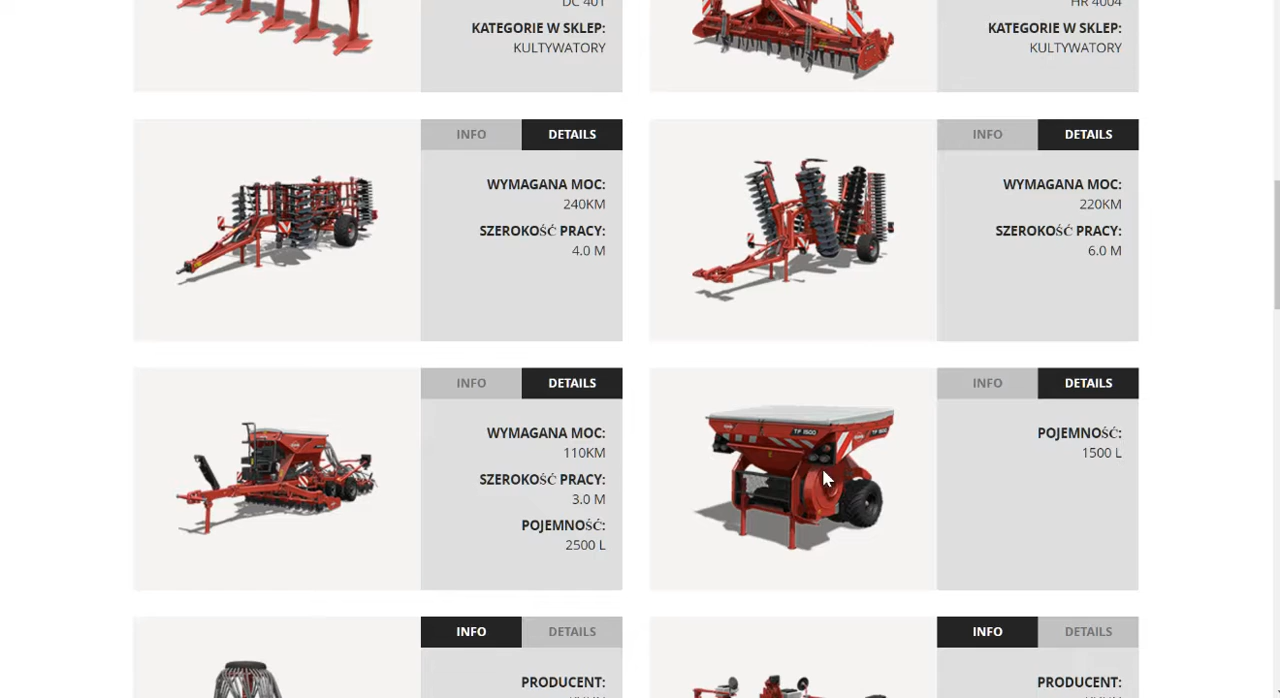 DC 401
KATEGORIE W SKLEP:
KULTYWATORY
HR 4004
KATEGORIE W SKLEP:
KULTYWATORY
INFO DETAILS
WYMAGANA MOC:
240KM
SZEROKOŚĆ PRACY:
4.0 M
INFO DETAILS
WYMAGANA MOC:
220KM
SZEROKOŚĆ PRACY:
6.0 M
INFO DETAILS
WYMAGANA MOC:
110KM
SZEROKOŚĆ PRACY:
3.0 M
POJEMNOŚĆ:
2500 L
TF 1500
INFO DETAILS
POJEMNOŚĆ:
1500 L
INFO DETAILS
PRODUCENT:
INFO DETAILS
PRODUCENT: